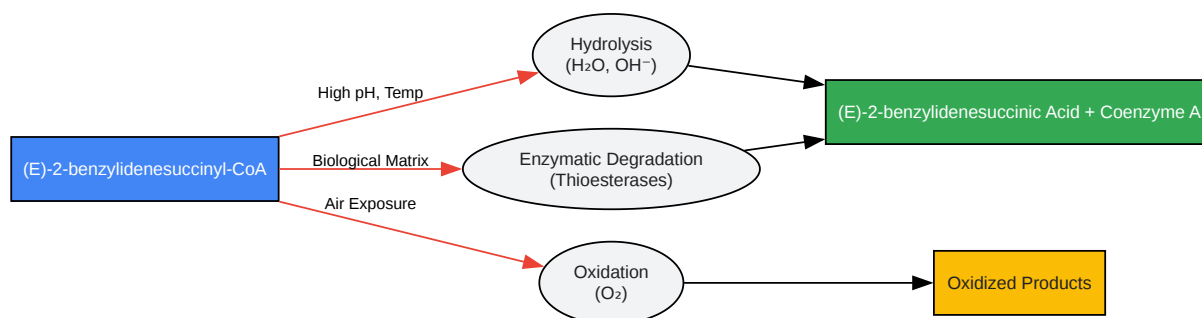 Hydrolysis
(H₂O, OH⁻)
High pH, Temp
(E)-2-benzylidenesuccinic Acid + Coenzyme A
(E)-2-benzylidenesuccinyl-CoA
Biological Matrix
Enzymatic Degradation
(Thioesterases)
Air Exposure
Oxidation
(O₂)
Oxidized Products